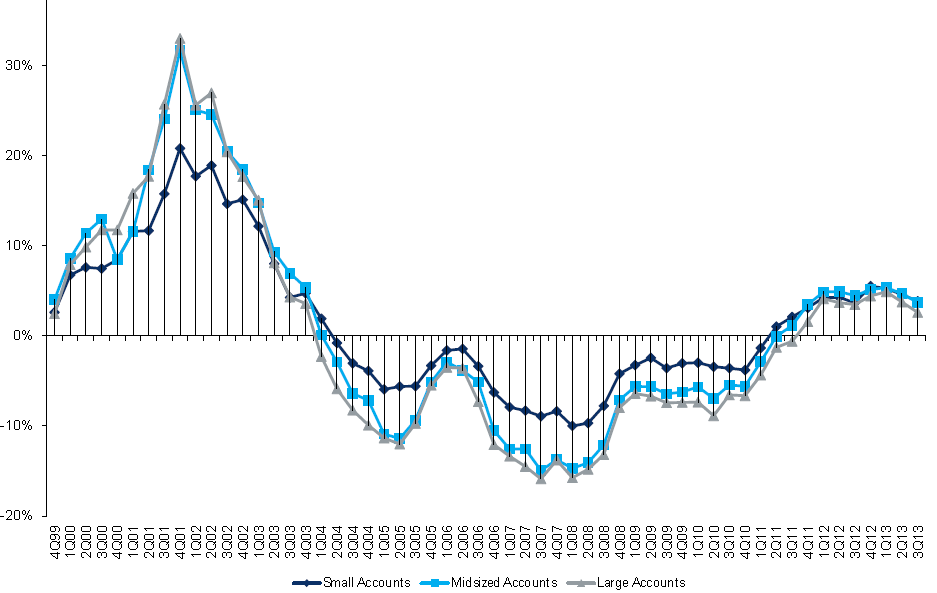 30%
20%
10%
0%
-10%
-20%
4Q99
1Q00
2Q00
3Q00
4Q00
1Q01
2Q01
3Q01
4Q01
1Q02
2Q02
3Q02
4Q02
1Q03
2Q03
3Q03
4Q03
1Q04
2Q04
3Q04
4Q04
1Q05
2Q05
3Q05
4Q05
1Q06
2Q06
3Q06
4Q06
1Q07
2Q07
3Q07
4Q07
1Q08
2Q08
3Q08
4Q08
1Q09
2Q09
3Q09
4Q09
1Q10
2Q10
3Q10
4Q10
1Q11
2Q11
3Q11
4Q11
1Q12
2Q12
3Q12
4Q12
1Q13
2Q13
3Q13
Small Accounts Midsized Accounts Large Accounts